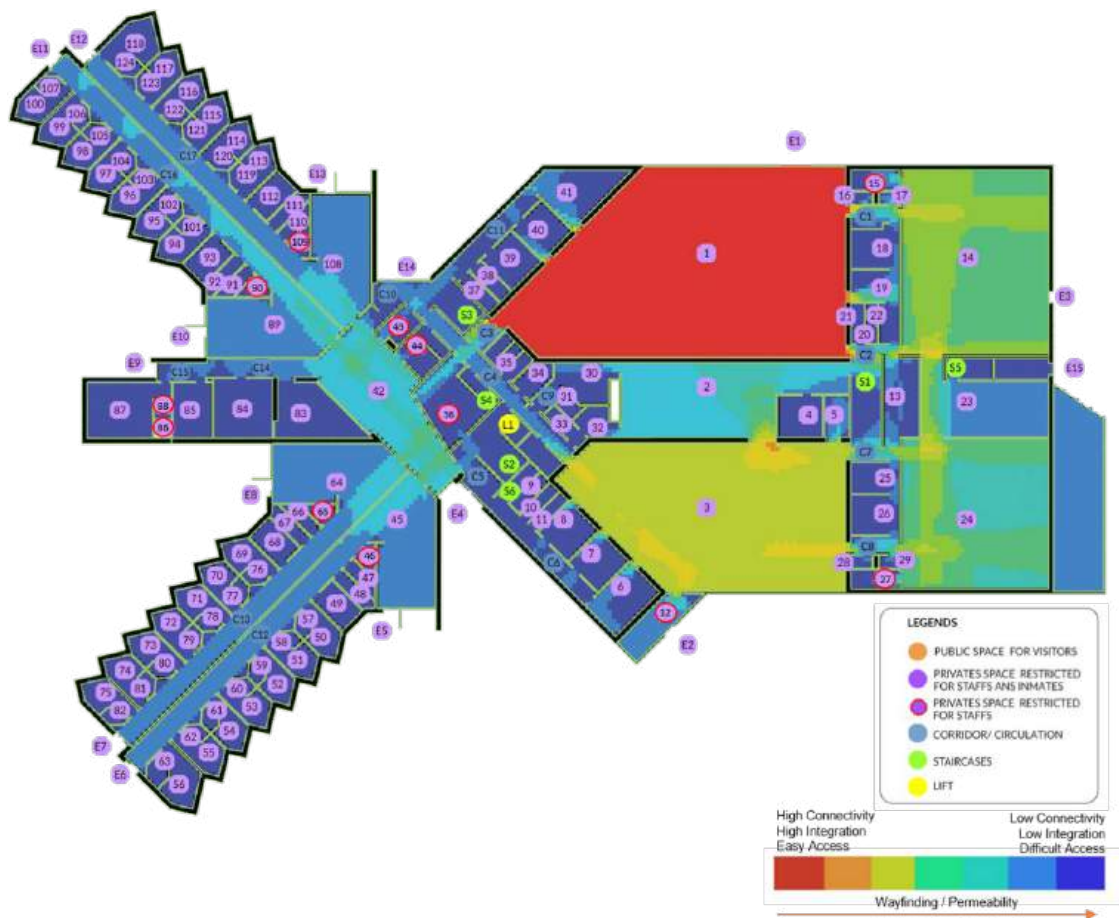 E12
E11
118
124
117
107
123
100
116
106
122
115
99
105
121
98
114
C17
E1
104
120
113
97
C16
119
E13
103
96
112
15
41
102
16
17
111
95
101
C1
110
C11
94
109
40
93
1
18
14
39
108
E14
92
91
90
38
C10
37
19
E3
89
S3
21
22
43
C3
E10
20
44
35
C2
E9
C15
C14
34
30
S5
E15
C4
S1
42
2
C9
31
13
23
S4
87
88
85
84
83
36
4
5
L1
33
32
86
C7
S2
C5
25
64
9
E8
S6
66
65
E4
10
3
26
24
67
11
8
45
68
C8
69
46
7
C6
28
29
76
70
47
27
6
71
77
48
49
78
12
72
C13
57
E5
79
C12
50
E2
73
58
80
51
74
59
81
52
75
60
82
53
61
E7
62
54
63
55
E6
56
LEGENDS
PUBLIC SPACE FOR VISITORS
PRIVATES SPACE RESTRICTED
FOR STAFFS ANS INMATES
PRIVATES SPACE RESTRICTED
FOR STAFFS
CORRIDOR/ CIRCULATION
STAIRCASES
LIFT
High Connectivity
High Integration
Easy Access
Low Connectivity
Low Integration
Difficult Access
Wayfinding / Permeability